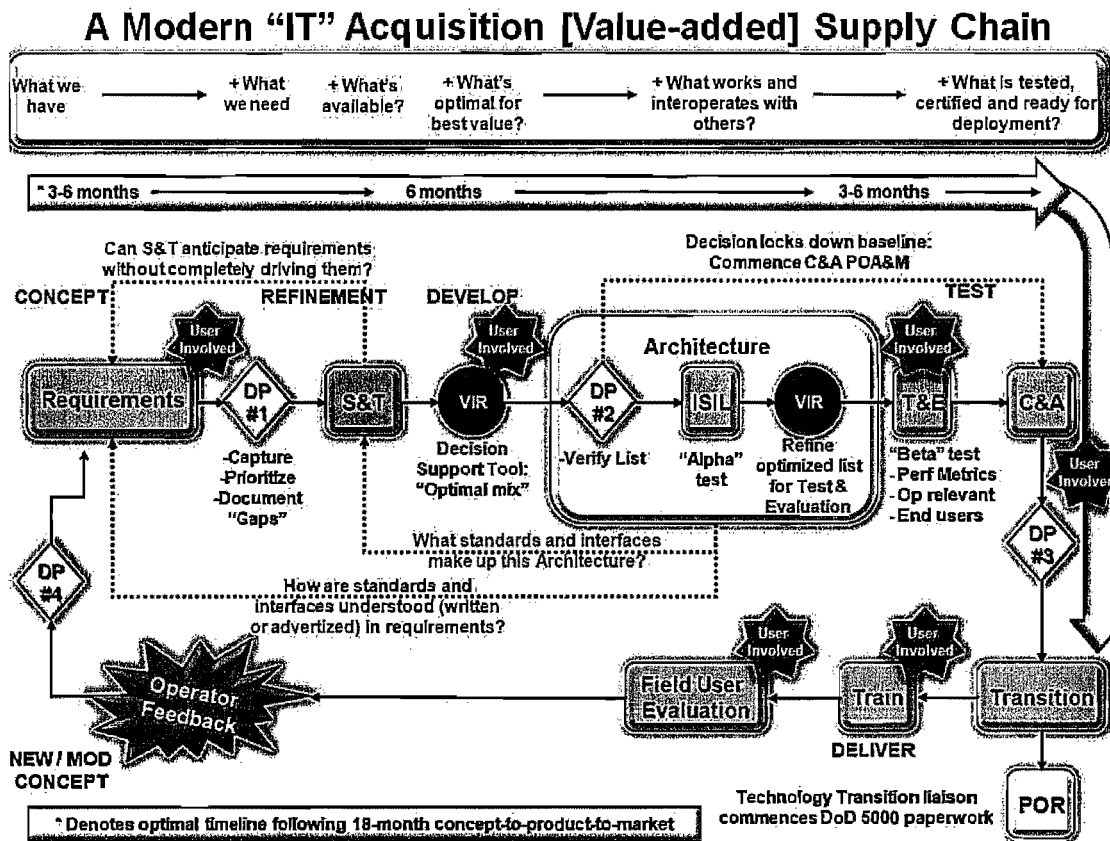 A Modern “IT” Acquisition [Value-added] Supply Chain
What we
have
+ What
we need
+ What's
available?
+ What's
optimal for
best value?
+ What works and
interoperates with
others?
+ What is tested,
certified and ready for
deployment?
* 3-6 months
6 months
3-6 months
Can S&T anticipate requirements
without completely driving them?
Decision locks down baseline:
Commence C&A POA&M
CONCEPT
REFINEMENT
DEVELOP
TEST
User
Involved
User
Involved
User
Involved
Architecture
Requirements
DP
#1
S&T
VIR
DP
#2
ISIL
VIR
T&E
C&A
-Capture
-Prioritize
-Document
“Gaps”
Decision
Support Tool:
“Optimal mix”
-Verify List
“Alpha”
test
Refine
optimized list
for Test &
Evaluation
“Beta” test
- Perf Metrics
- Op relevant
- End users
User
Involved
DP
#3
DP
#4
What standards and interfaces
make up this Architecture?
How are standards and
interfaces understood (written
or advertized) in requirements?
User
Involved
User
Involved
Operator
Feedback
Field User
Evaluation
Train
Transition
DELIVER
NEW / MOD
CONCEPT
Technology Transition liaison
commences DoD 5000 paperwork
POR
* Denotes optimal timeline following 18-month concept-to-product-to-market